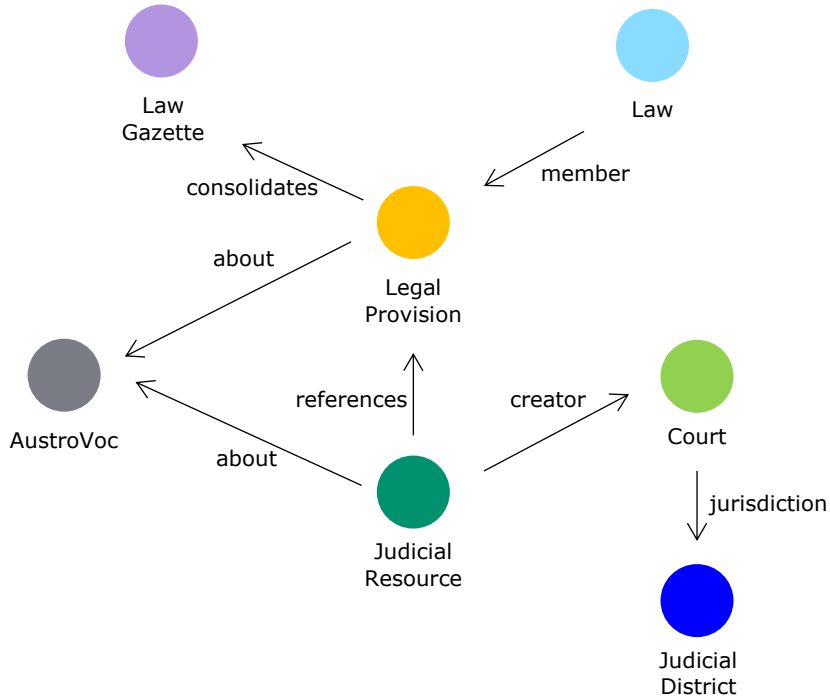 Law
Gazette
Law
consolidates
member
about
Legal
Provision
AustroVoc
references
creator
Court
about
jurisdiction
Judicial
Resource
Judicial
District